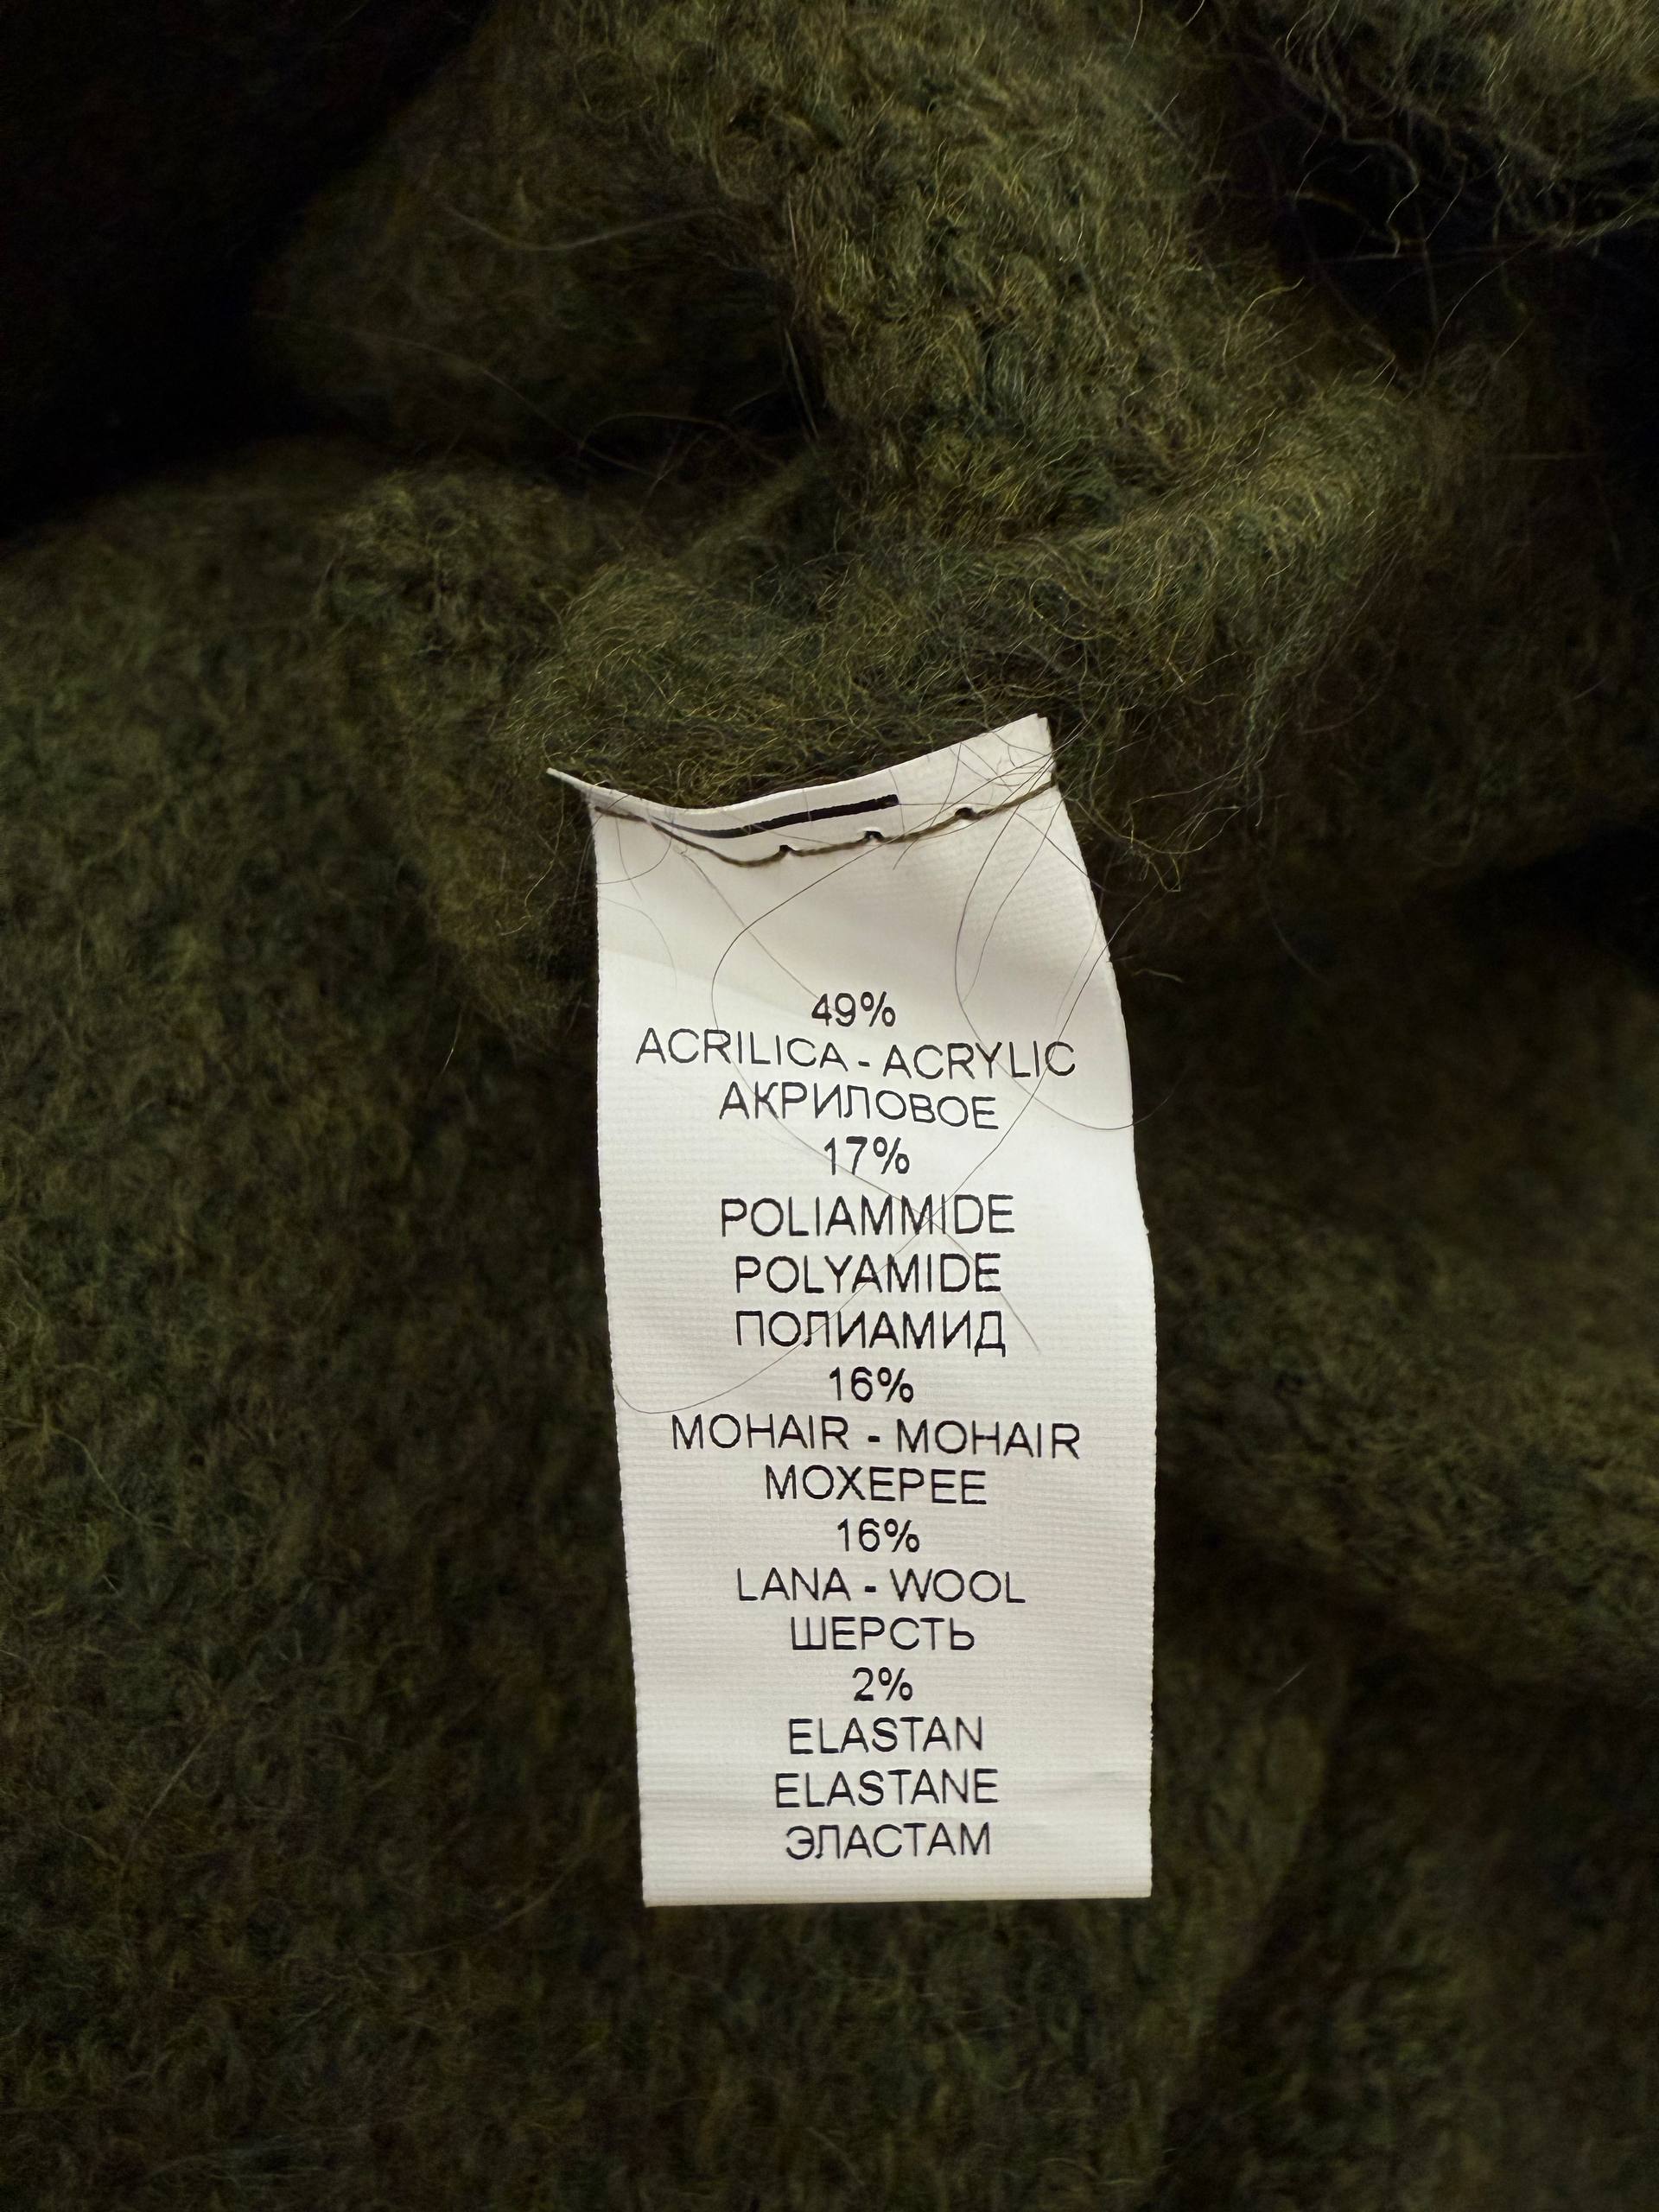 49%
ACRILICA - ACRYLIC
АКРИЛОВОЕ
17%
POLIAMMIDE
POLYAMIDE
ПОЛИАМИД
16%
MOHAIR - MOHAIR
МОХЕРЕЕ
16%
LANA - WOOL
ШЕРСТЬ
2%
ELASTAN
ELASTANE
ЭЛАСТАМ